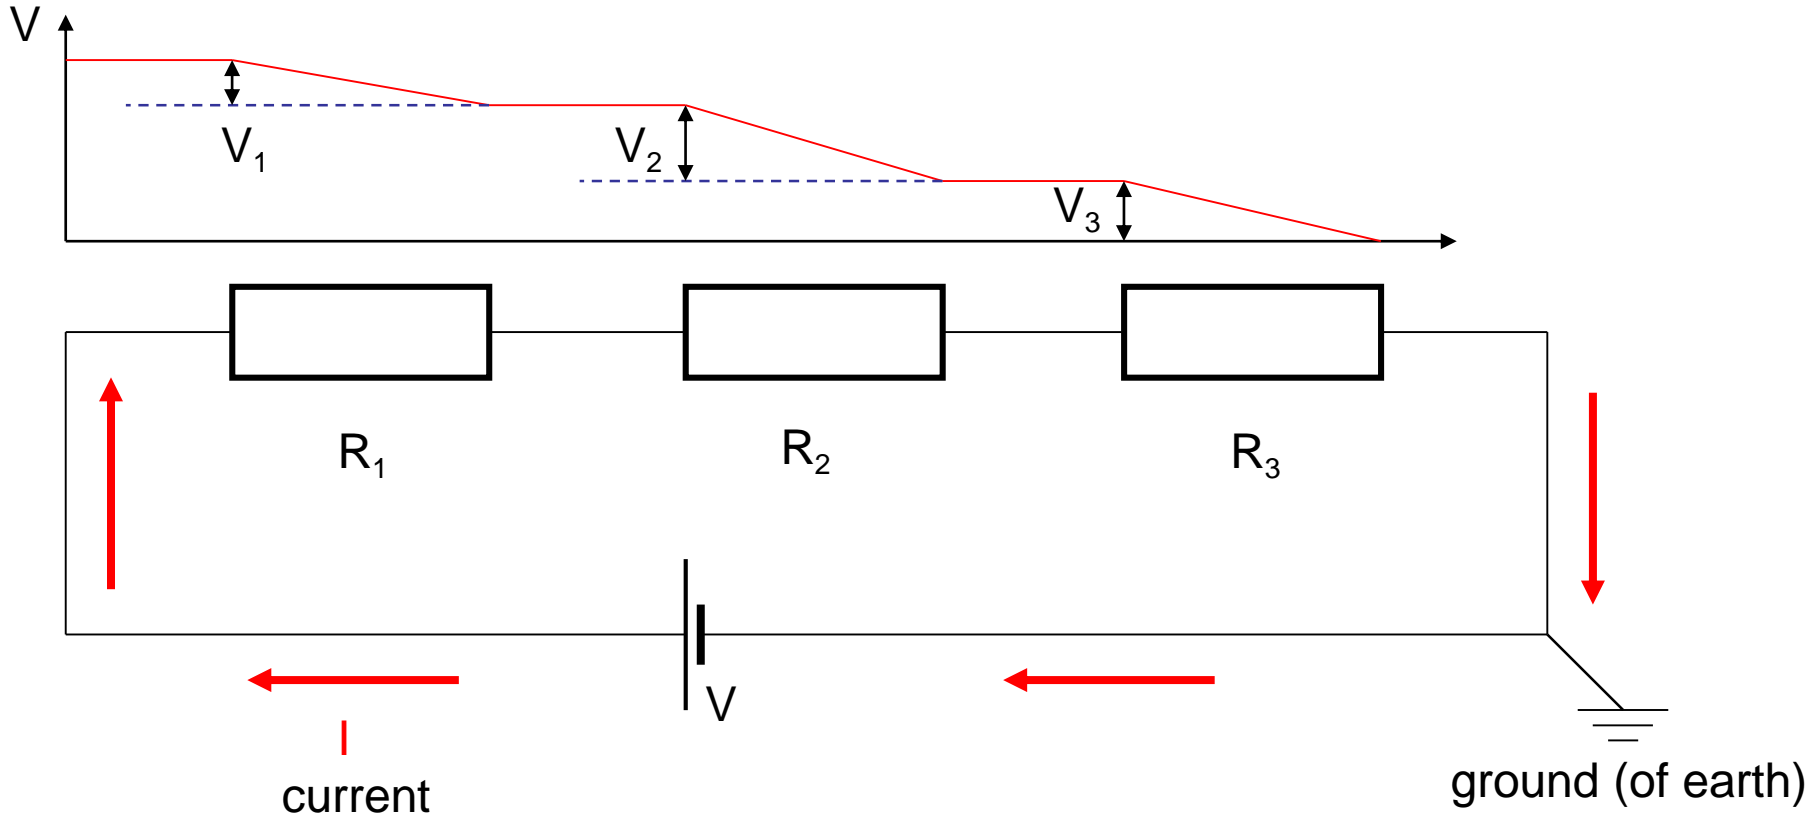 V
V₁
V₂
V₃
R₁
R₂
R₃
V
I
current
ground (of earth)